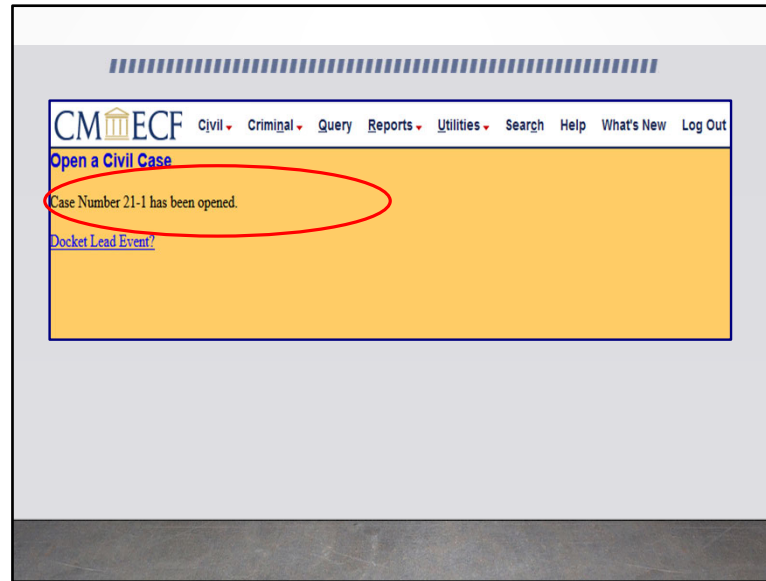 CM ECF Civil Criminal Query Reports Utilities Search Help What's New Log Out
Open a Civil Case
Case Number 21-1 has been opened.
Docket Lead Event?